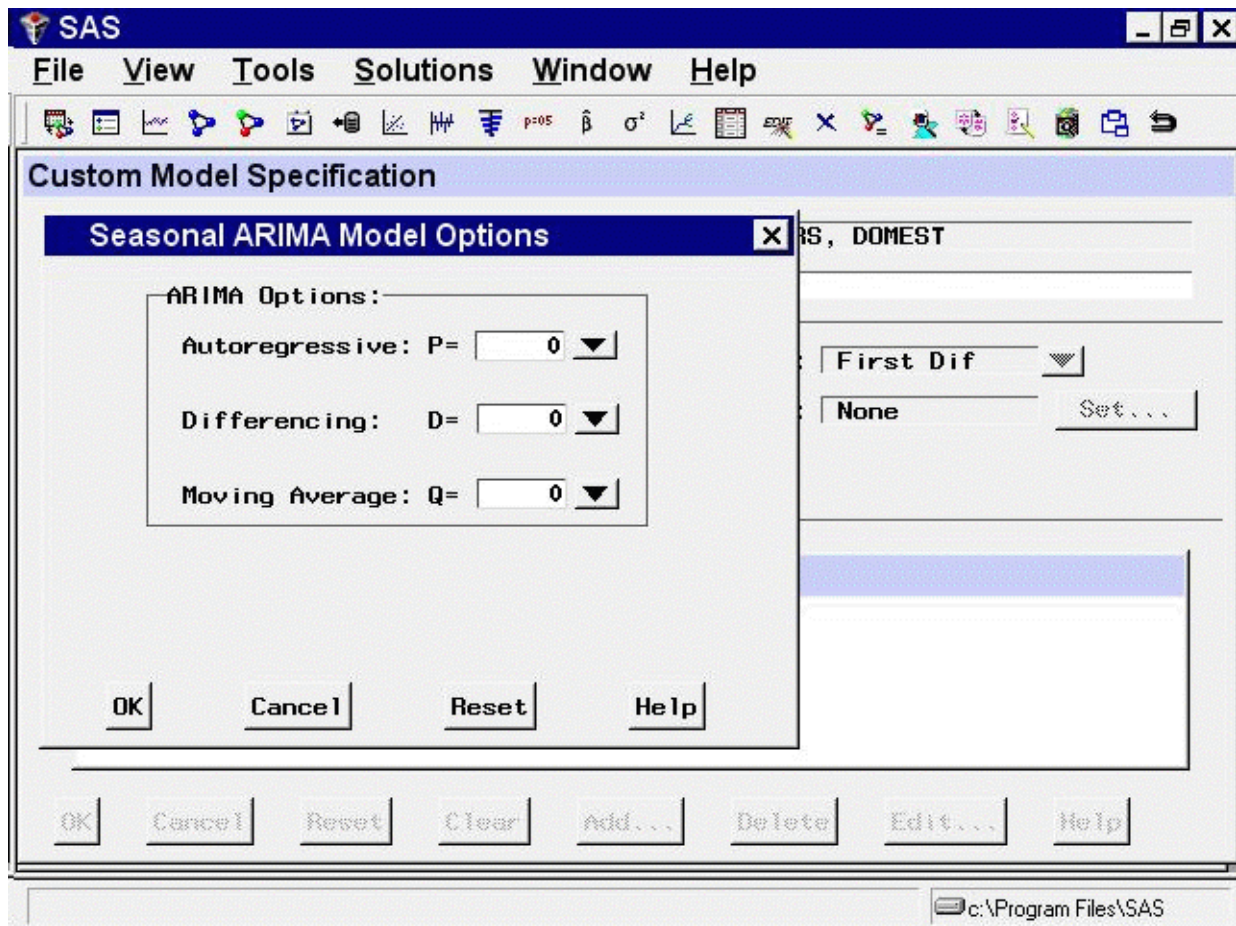 SAS
File View Tools Solutions Window Help
p=05 β̂ σ²
Custom Model Specification
Seasonal ARIMA Model Options
RS, DOMEST
ARIMA Options:
Autoregressive: P= 0
First Dif
None Set...
Differencing: D= 0
Moving Average: Q= 0
OK Cancel Reset Help
OK Cancel Reset Clear Add... Delete Edit... Help
c:\Program Files\SAS